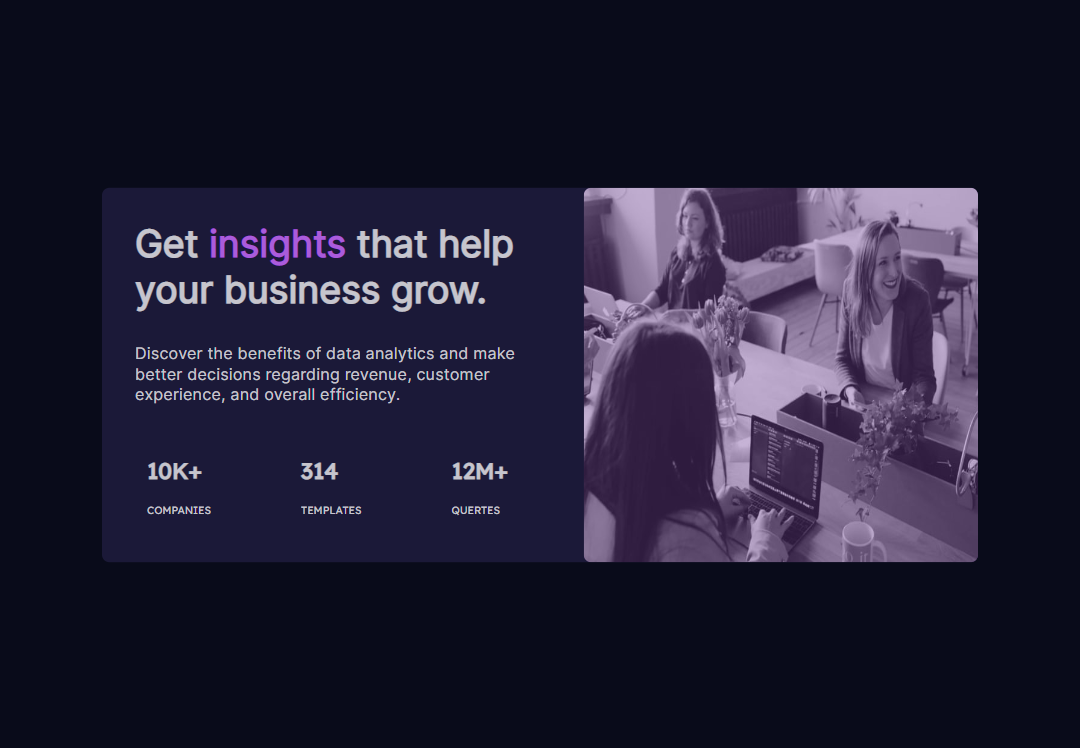 Get insights that help
your business grow.
Discover the benefits of data analytics and make
better decisions regarding revenue, customer
experience, and overall efficiency.
10K+ 314 12M+
COMPANIES TEMPLATES QUERTES